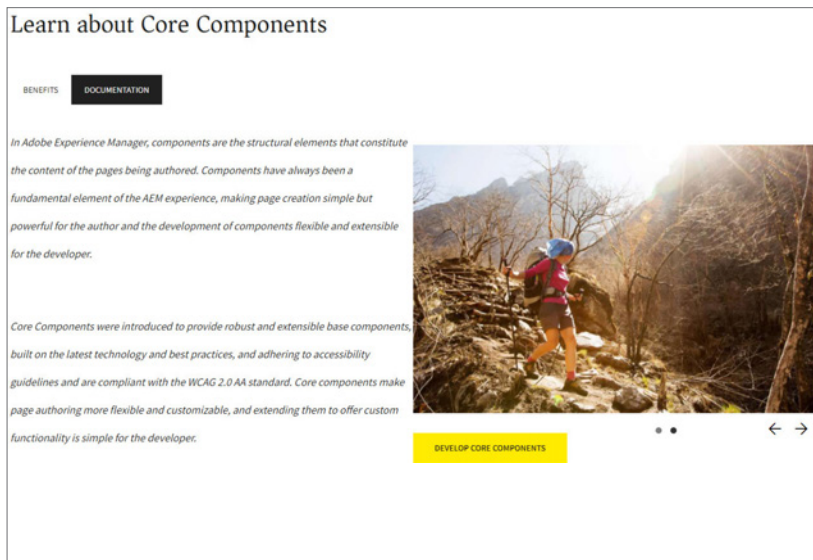 Learn about Core Components
BENEFITS
DOCUMENTATION
In Adobe Experience Manager, components are the structural elements that constitute
the content of the pages being authored. Components have always been a
fundamental element of the AEM experience, making page creation simple but
powerful for the author and the development of components flexible and extensible
for the developer.
Core Components were introduced to provide robust and extensible base components,
built on the latest technology and best practices, and adhering to accessibility
guidelines and are compliant with the WCAG 2.0 AA standard. Core components make
page authoring more flexible and customizable, and extending them to offer custom
functionality is simple for the developer.
DEVELOP CORE COMPONENTS